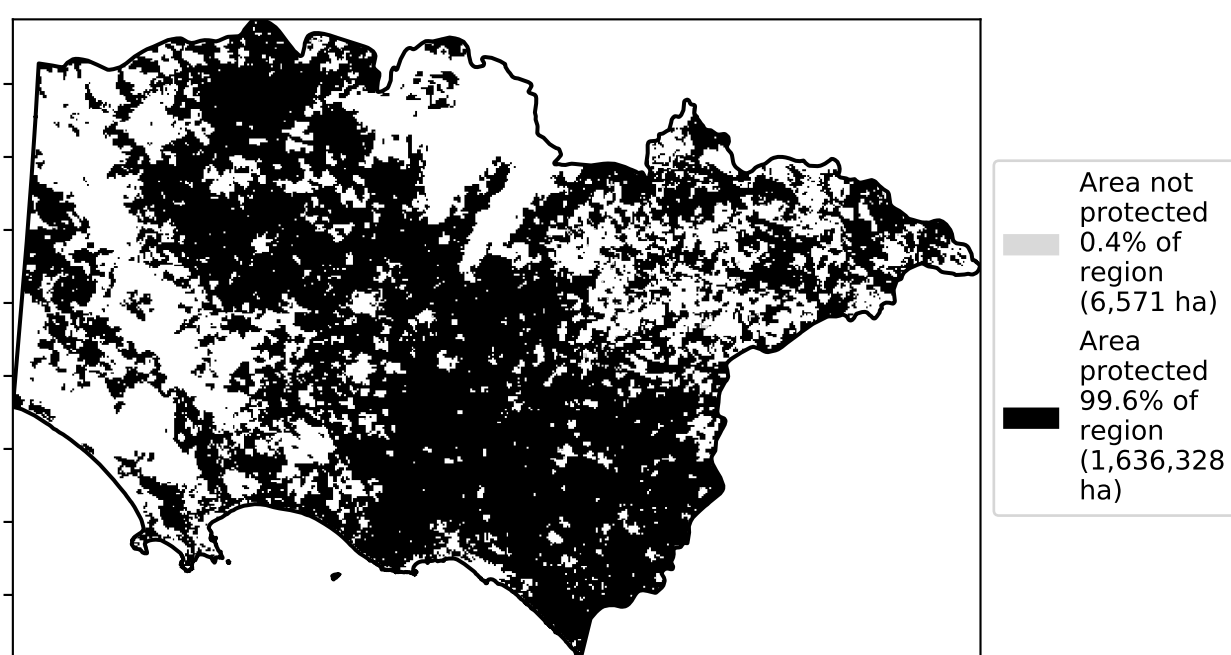 Area not
protected
0.4% of
region
(6,571 ha)
Area
protected
99.6% of
region
(1,636,328
ha)